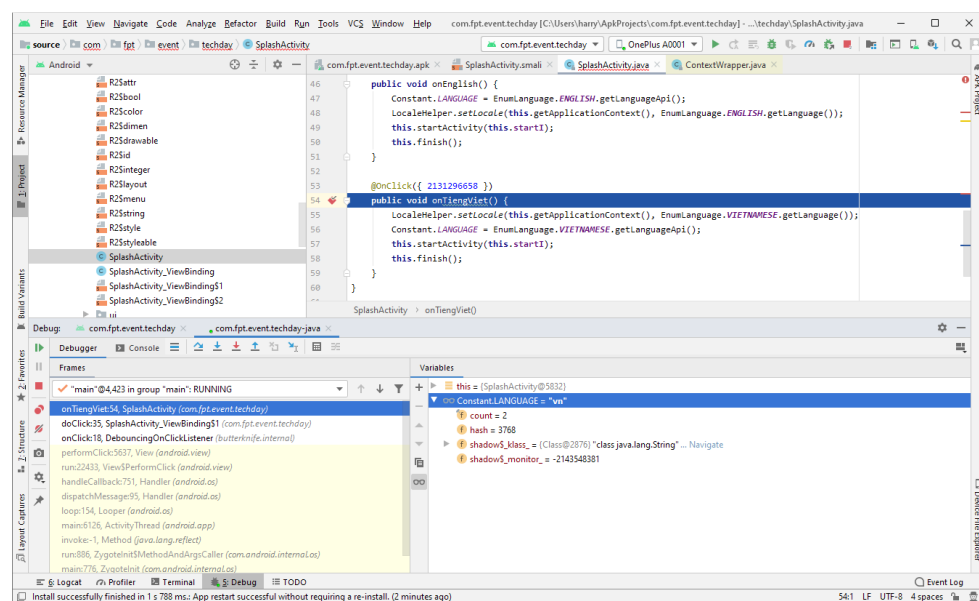 File Edit View Navigate Code Analyze Refactor Build Run Tools VCS Window Help com.fpt.event.techday [C:\Users\harry\ApkProjects\com.fpt.event.techday] - ...\techday\SplashActivity.java
source com fpt event techday SplashActivity com.fpt.event.techday OnePlus A0001
Android com.fpt.event.techday.apk SplashActivity.smali SplashActivity.java ContextWrapper.java
R2$attr
R2$bool
R2$color
R2$dimen
R2$drawable
R2$id
R2$integer
R2$layout
R2$menu
R2$string
R2$style
R2$styleable
SplashActivity
SplashActivity_ViewBinding
SplashActivity_ViewBinding$1
SplashActivity_ViewBinding$2
ui
46 public void onEnglish() {
47 Constant.LANGUAGE = EnumLanguage.ENGLISH.getLanguageApi();
48 LocaleHelper.setLocale(this.getApplicationContext(), EnumLanguage.ENGLISH.getLanguage());
49 this.startActivity(this.startI);
50 this.finish();
51 }
52
53 @OnClick({ 2131296658 })
54 public void onTiengViet() {
55 LocaleHelper.setLocale(this.getApplicationContext(), EnumLanguage.VIETNAMESE.getLanguage());
56 Constant.LANGUAGE = EnumLanguage.VIETNAMESE.getLanguageApi();
57 this.startActivity(this.startI);
58 this.finish();
59 }
60 }
SplashActivity › onTiengViet()
Resource Manager
1: Project
Build Variants
2: Favorites
Z: Structure
Layout Captures
APK Project
Device File Explorer
Debug: com.fpt.event.techday com.fpt.event.techday-java
Debugger Console
Frames
"main"@4,423 in group "main": RUNNING
onTiengViet:54, SplashActivity (com.fpt.event.techday)
doClick:35, SplashActivity_ViewBinding$1 (com.fpt.event.techday)
onClick:18, DebouncingOnClickListener (butterknife.internal)
performClick:5637, View (android.view)
run:22433, View$PerformClick (android.view)
handleCallback:751, Handler (android.os)
dispatchMessage:95, Handler (android.os)
loop:154, Looper (android.os)
main:6126, ActivityThread (android.app)
invoke:-1, Method (java.lang.reflect)
run:886, ZygoteInit$MethodAndArgsCaller (com.android.internal.os)
main:776, ZygoteInit (com.android.internal.os)
Variables
this = {SplashActivity@5832}
Constant.LANGUAGE = "vn"
count = 2
hash = 3768
shadow$_klass_ = {Class@2876} "class java.lang.String" ... Navigate
shadow$_monitor_ = -2143548381
6: Logcat Profiler Terminal 5: Debug TODO Event Log
Install successfully finished in 1 s 788 ms.: App restart successful without requiring a re-install. (2 minutes ago) 54:1 LF UTF-8 4 spaces